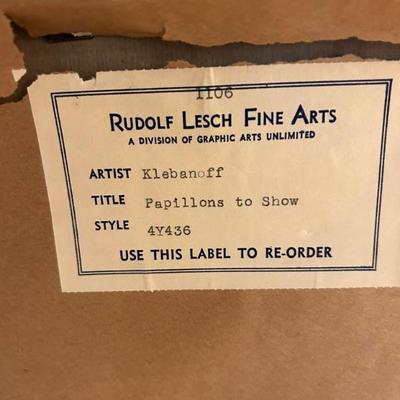 1106
RUDOLF LESCH FINE ARTS
A DIVISION OF GRAPHIC ARTS UNLIMITED
ARTIST Klebanoff
TITLE Papillons to Show
STYLE 4Y436
USE THIS LABEL TO RE-ORDER